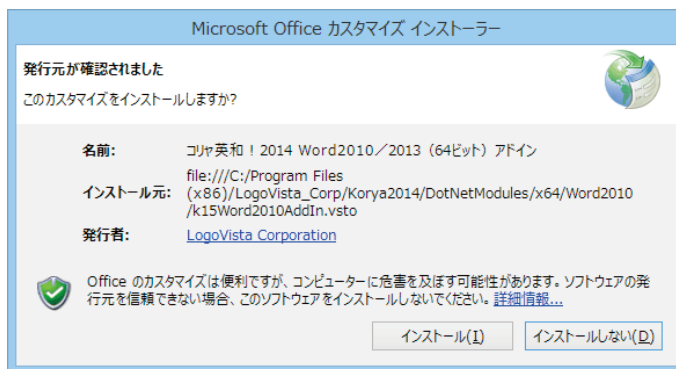 Microsoft Office カスタマイズ インストーラー
発行元が確認されました
このカスタマイズをインストールしますか?
名前: コリャ英和！2014 Word2010／2013（64ビット）アドイン
file:///C:/Program Files
インストール元: (x86)/LogoVista_Corp/Korya2014/DotNetModules/x64/Word2010
/k15Word2010AddIn.vsto
発行者: LogoVista Corporation
Office のカスタマイズは便利ですが、コンピューターに危害を及ぼす可能性があります。ソフトウェアの発
行元を信頼できない場合、このソフトウェアをインストールしないでください。詳細情報...
インストール(I) インストールしない(D)